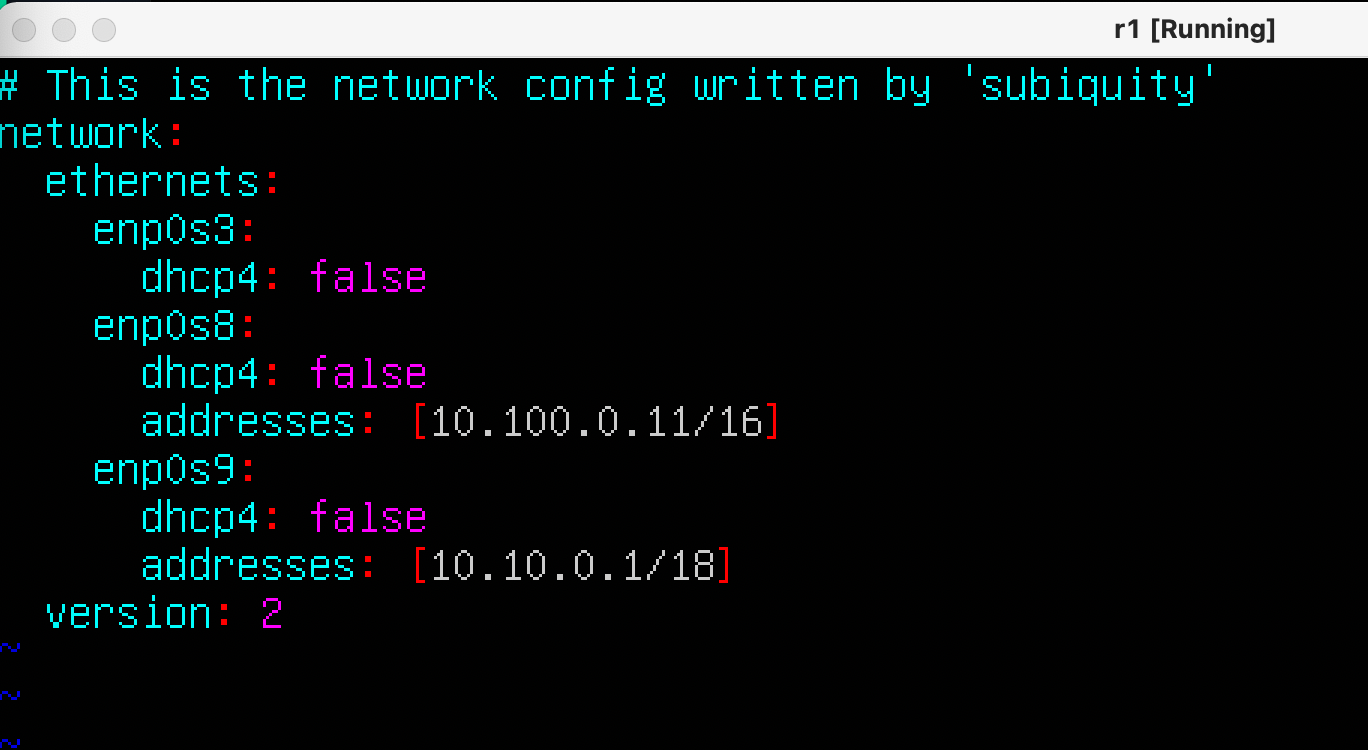 r1 [Running]
# This is the network config written by 'subiquity'
network:
  ethernets:
    enp0s3:
      dhcp4: false
    enp0s8:
      dhcp4: false
      addresses: [10.100.0.11/16]
    enp0s9:
      dhcp4: false
      addresses: [10.10.0.1/18]
  version: 2
~
~
~